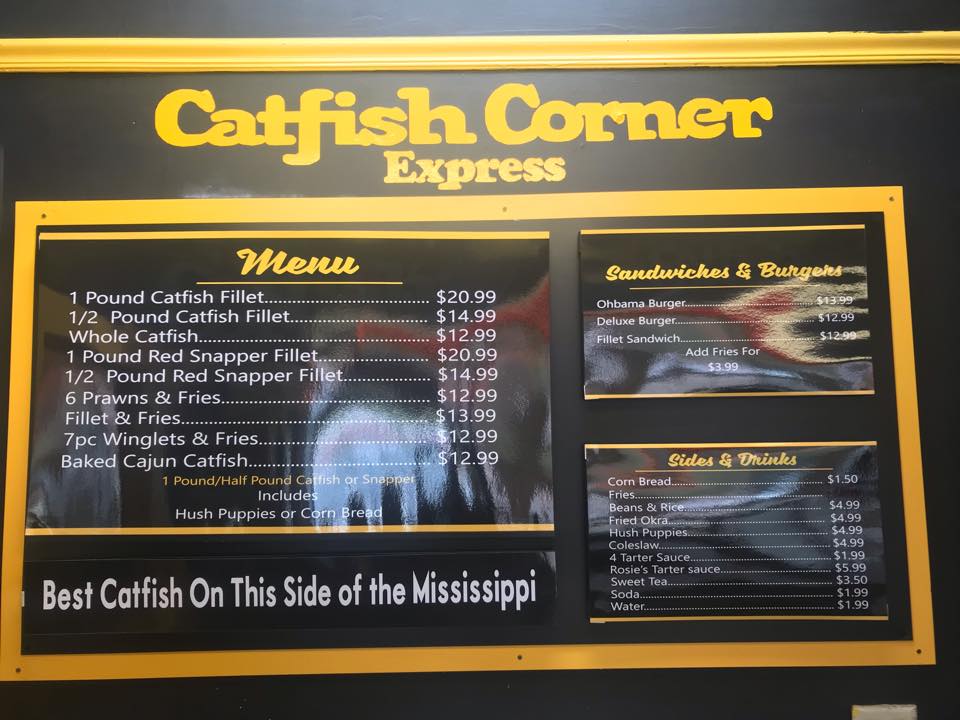 Catfish Corner
Express
Menu
1 Pound Catfish Fillet.................................. $20.99
1/2 Pound Catfish Fillet............................. $14.99
Whole Catfish............................................... $12.99
1 Pound Red Snapper Fillet....................... $20.99
1/2 Pound Red Snapper Fillet.................. $14.99
6 Prawns & Fries........................................... $12.99
Fillet & Fries................................................... $13.99
7pc Winglets & Fries................................... $12.99
Baked Cajun Catfish..................................... $12.99
1 Pound/Half Pound Catfish or Snapper
Includes
Hush Puppies or Corn Bread
Best Catfish On This Side of the Mississippi
Sandwiches & Burgers
Ohbama Burger..................................... $13.99
Deluxe Burger........................................ $12.99
Fillet Sandwich....................................... $12.99
Add Fries For
$3.99
Sides & Drinks
Corn Bread.................................................. $1.50
Fries............................................................
Beans & Rice............................................... $4.99
Fried Okra................................................... $4.99
Hush Puppies.............................................. $4.99
Coleslaw...................................................... $4.99
4 Tarter Sauce............................................. $1.99
Rosie's Tarter sauce.................................... $5.99
Sweet Tea.................................................... $3.50
Soda............................................................. $1.99
Water........................................................... $1.99